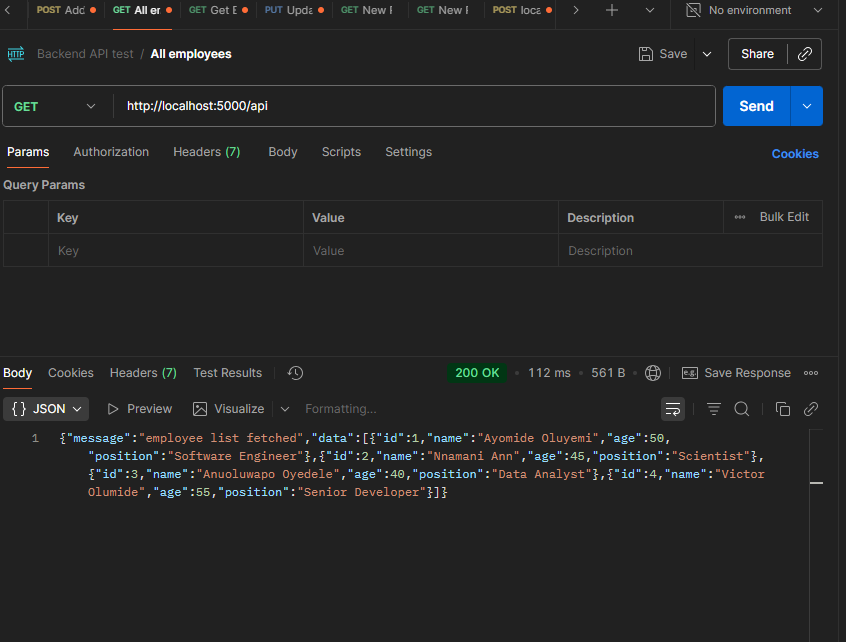 POST Add GET All er GET Get E PUT Upda GET New F GET New F POST loca No environment
HTTP Backend API test / All employees Save Share
GET http://localhost:5000/api Send
Params Authorization Headers (7) Body Scripts Settings Cookies
Query Params
Key Value Description Bulk Edit
Key Value Description
Body Cookies Headers (7) Test Results 200 OK 112 ms 561 B e.g. Save Response
{} JSON Preview Visualize Formatting...
1 {"message":"employee list fetched","data":[{"id":1,"name":"Ayomide Oluyemi","age":50,
"position":"Software Engineer"},{"id":2,"name":"Nnamani Ann","age":45,"position":"Scientist"},
{"id":3,"name":"Anuoluwapo Oyedele","age":40,"position":"Data Analyst"},{"id":4,"name":"Victor
Olumide","age":55,"position":"Senior Developer"}]}